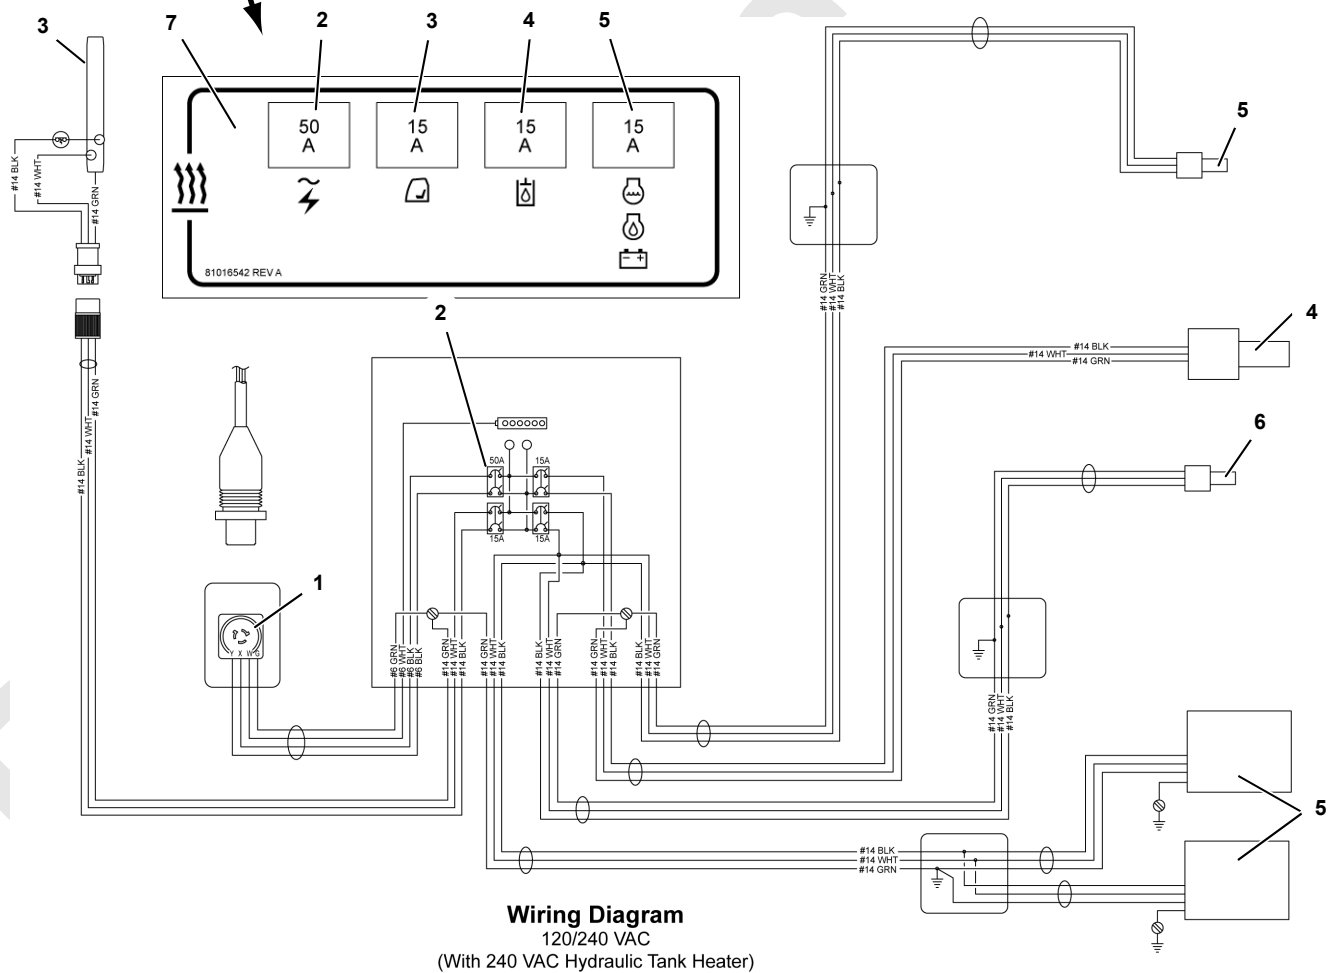 3
7
2
3
4
5
50
A
15
A
15
A
15
A
81016542 REV A
5
#14 BLK
#14 WHT
#14 GRN
#14 GRN
#14 WHT
#14 BLK
2
4
#14 BLK
#14 WHT
#14 GRN
#14 GRN
#14 WHT
#14 BLK
6
50A
15A
15A
15A
1
Y X W G
#6 GRN
#6 WHT
#6 BLK
#6 BLK
#14 GRN
#14 WHT
#14 BLK
#14 GRN
#14 WHT
#14 BLK
#14 BLK
#14 WHT
#14 GRN
#14 GRN
#14 WHT
#14 BLK
#14 BLK
#14 WHT
#14 GRN
#14 GRN
#14 WHT
#14 BLK
5
#14 BLK
#14 WHT
#14 GRN
Wiring Diagram
120/240 VAC
(With 240 VAC Hydraulic Tank Heater)